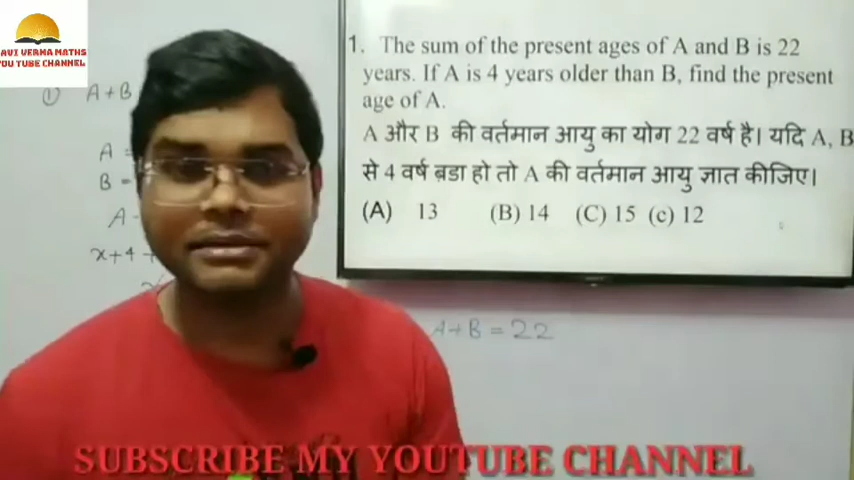 AVI VERMA MATHS
YOU TUBE CHANNEL
1. The sum of the present ages of A and B is 22
years. If A is 4 years older than B, find the present
age of A.
A और B की वर्तमान आयु का योग 22 वर्ष है। यदि A, B
से 4 वर्ष बडा हो तो A की वर्तमान आयु ज्ञात कीजिए।
(A) 13 (B) 14 (C) 15 (c) 12
① A+B
A =
B =
A -
x+4 +
A+B = 22
SUBSCRIBE MY YOUTUBE CHANNEL